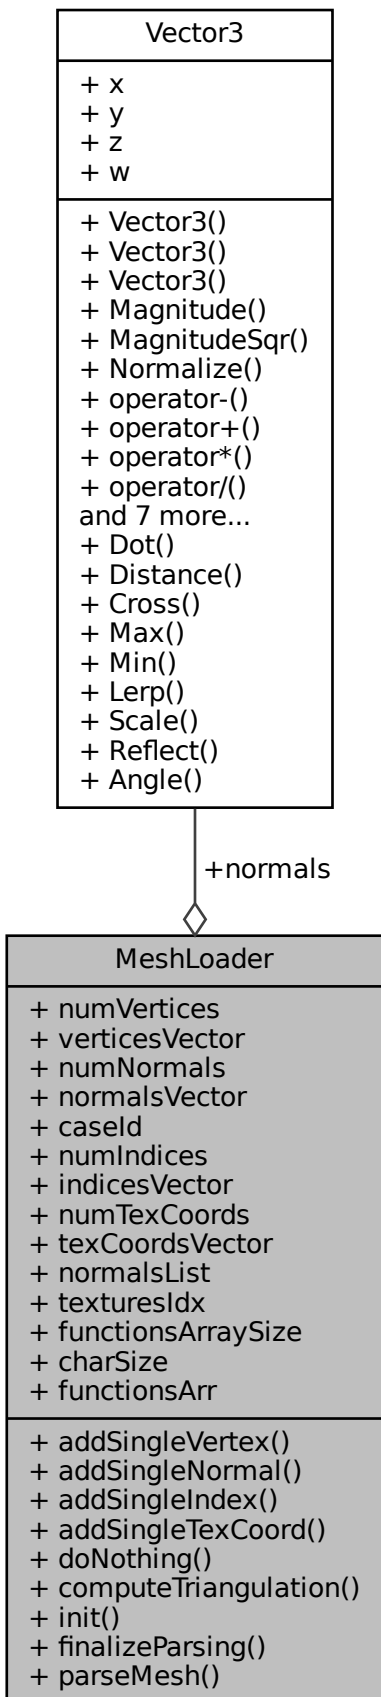 Vector3
+ x
+ y
+ z
+ w
+ Vector3()
+ Vector3()
+ Vector3()
+ Magnitude()
+ MagnitudeSqr()
+ Normalize()
+ operator-()
+ operator+()
+ operator*()
+ operator/()
and 7 more...
+ Dot()
+ Distance()
+ Cross()
+ Max()
+ Min()
+ Lerp()
+ Scale()
+ Reflect()
+ Angle()
+normals
MeshLoader
+ numVertices
+ verticesVector
+ numNormals
+ normalsVector
+ caseId
+ numIndices
+ indicesVector
+ numTexCoords
+ texCoordsVector
+ normalsList
+ texturesIdx
+ functionsArraySize
+ charSize
+ functionsArr
+ addSingleVertex()
+ addSingleNormal()
+ addSingleIndex()
+ addSingleTexCoord()
+ doNothing()
+ computeTriangulation()
+ init()
+ finalizeParsing()
+ parseMesh()